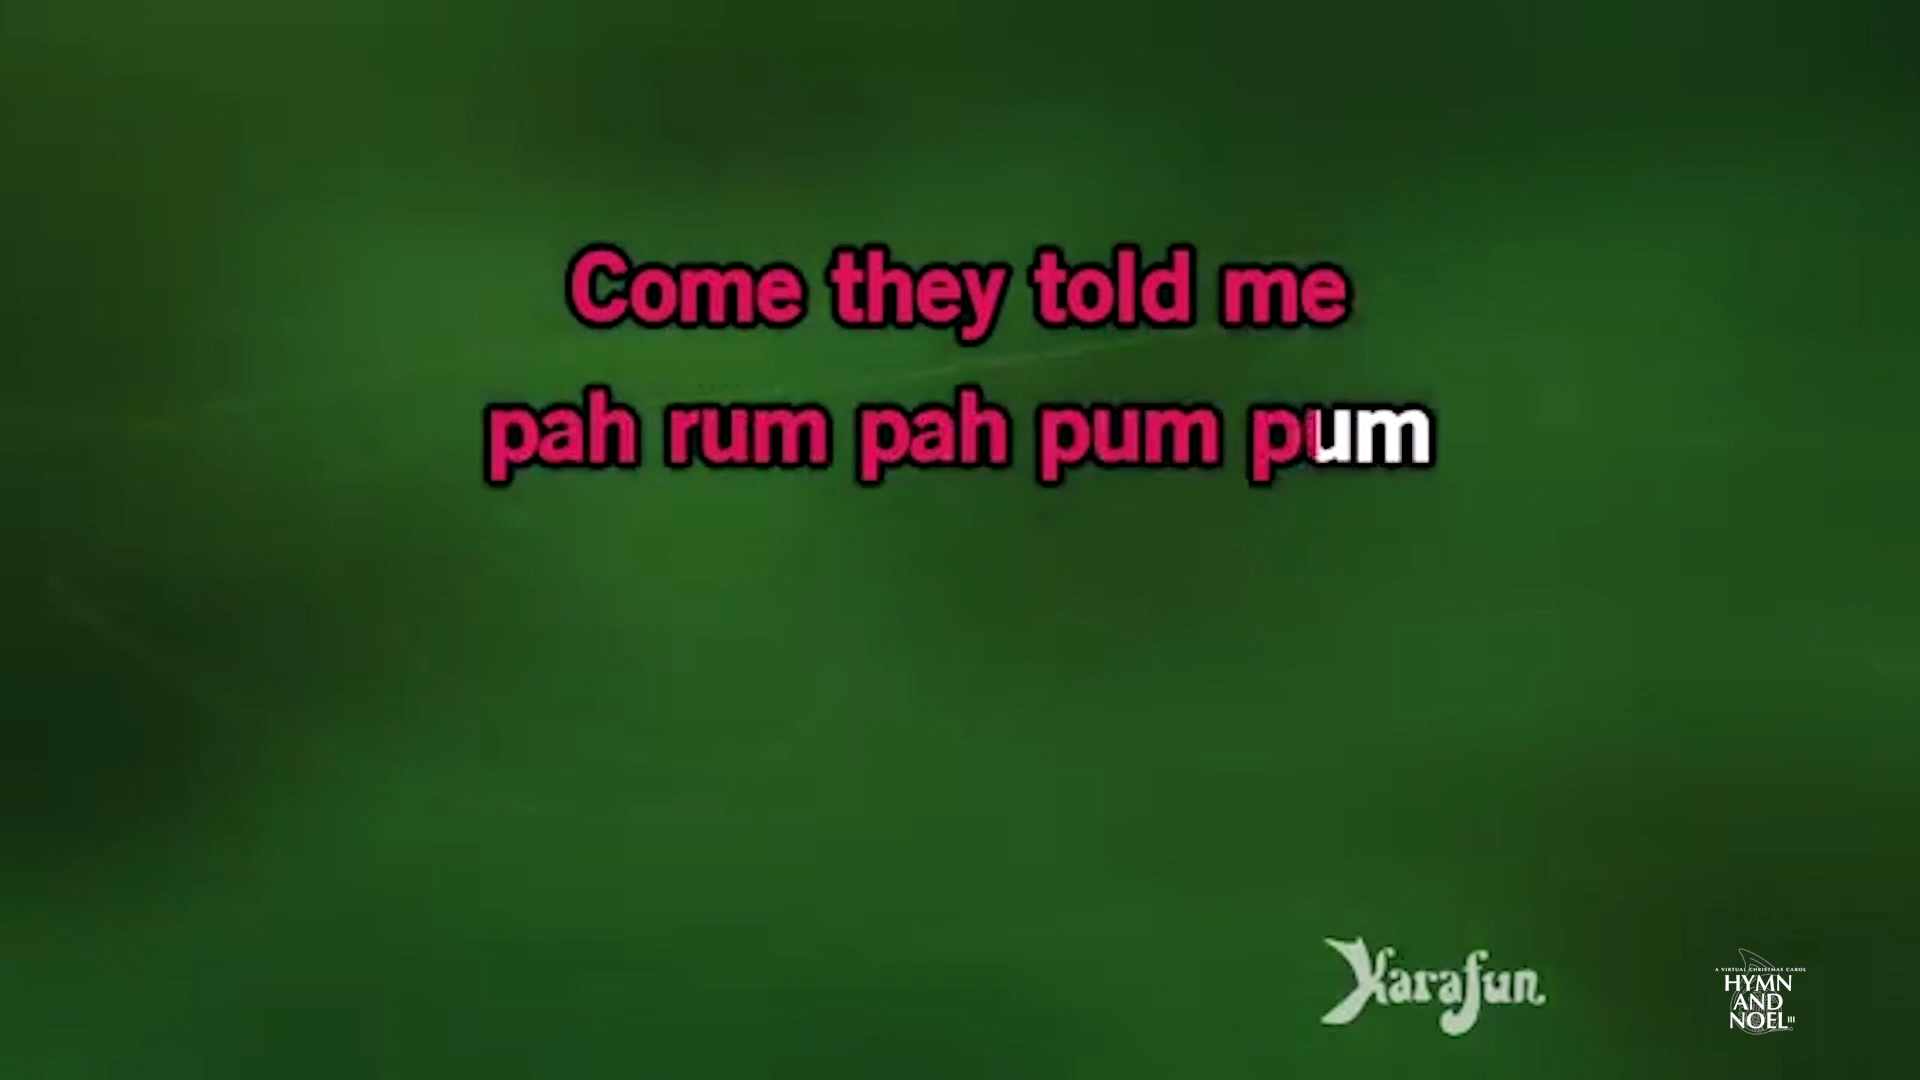 Come they told me
pah rum pah pum pum
Karafun
A VIRTUAL CHRISTMAS CAROL
HYMN
AND
NOEL III